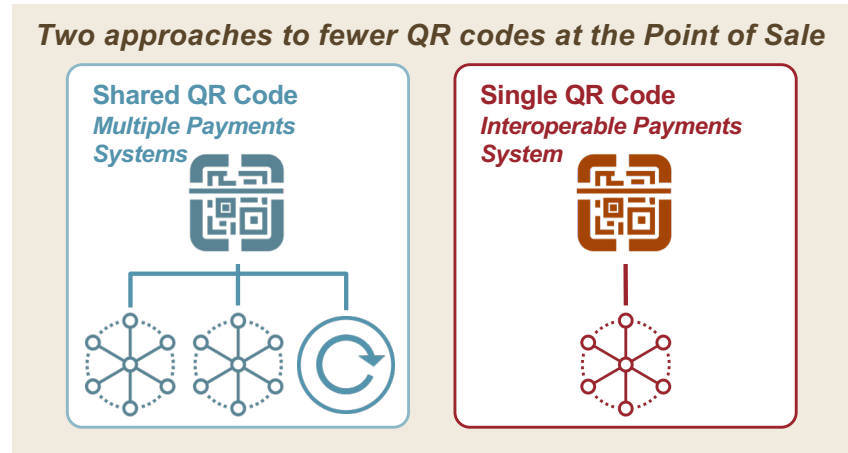 Two approaches to fewer QR codes at the Point of Sale
Shared QR Code
Multiple Payments
Systems
Single QR Code
Interoperable Payments
System